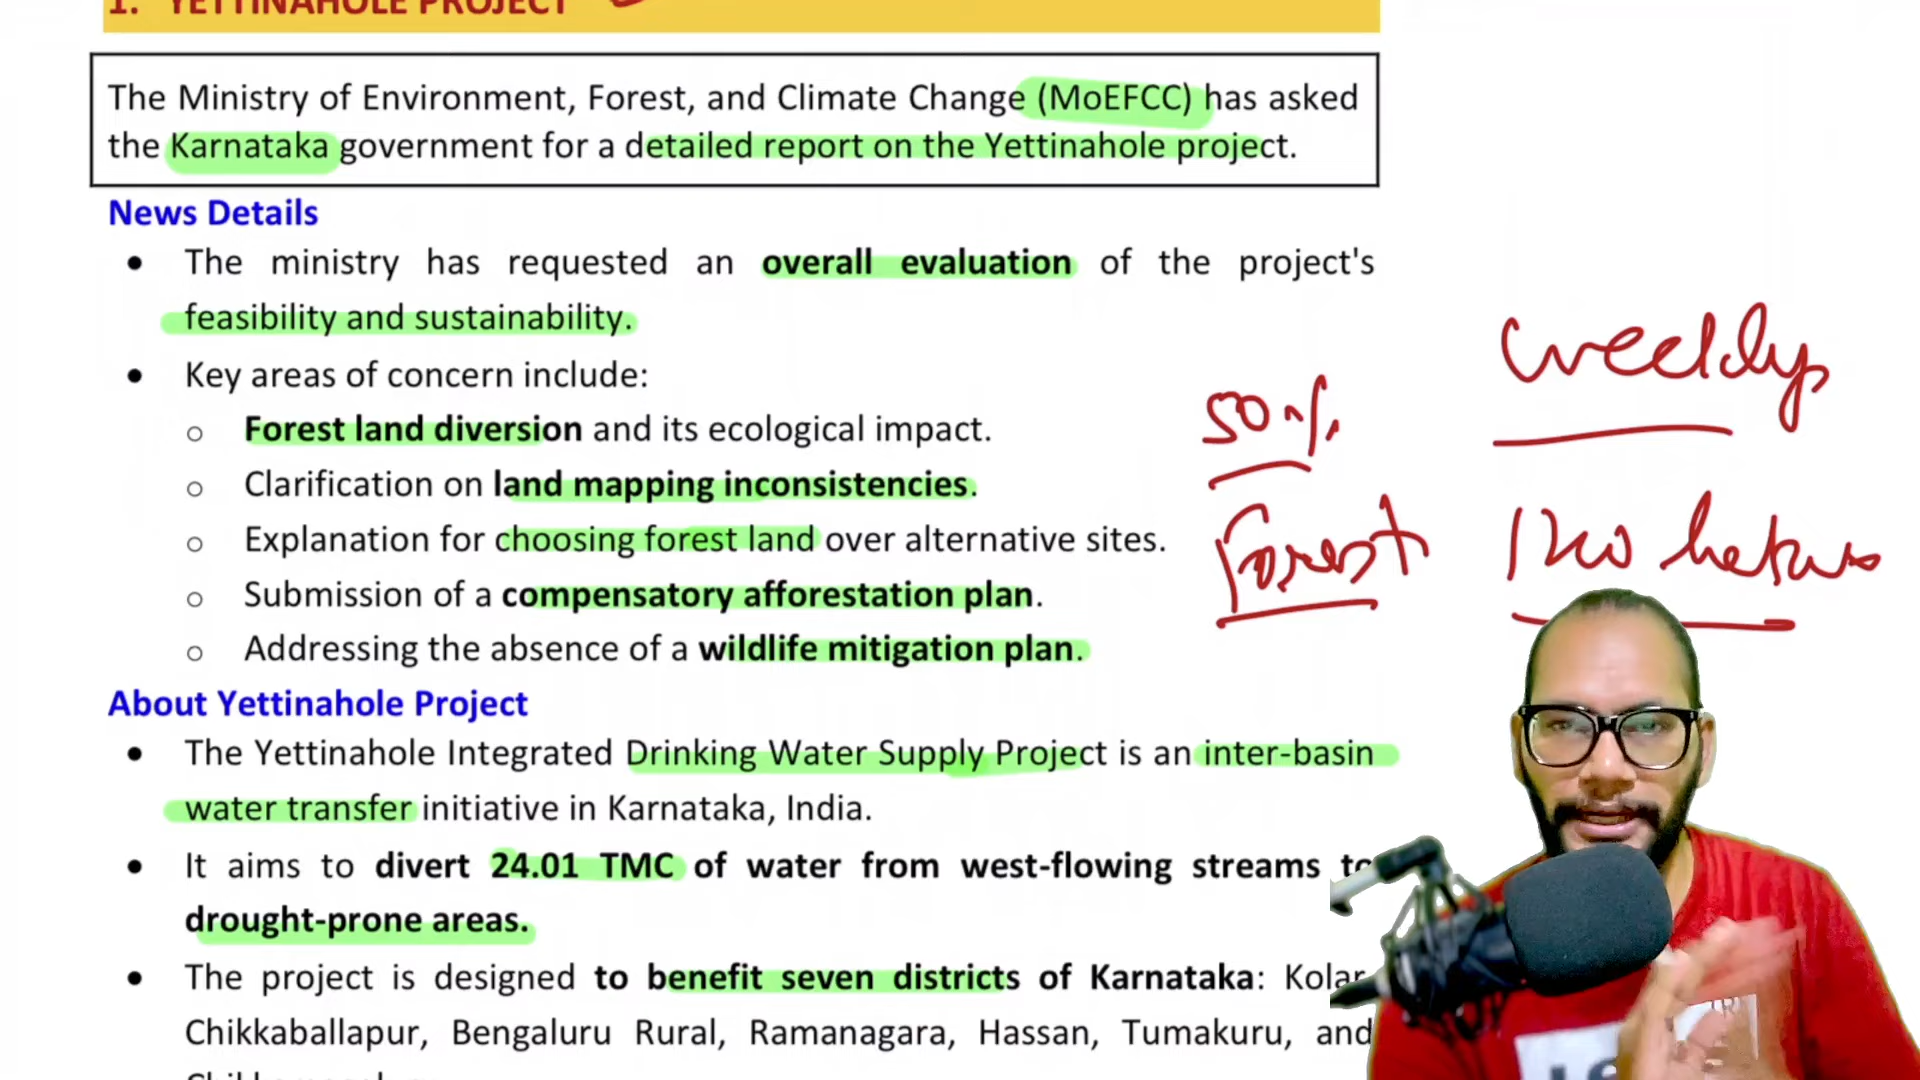 1. YETTINAHOLE PROJECT
The Ministry of Environment, Forest, and Climate Change (MoEFCC) has asked
the Karnataka government for a detailed report on the Yettinahole project.
News Details
• The ministry has requested an overall evaluation of the project's
feasibility and sustainability.
• Key areas of concern include:
o Forest land diversion and its ecological impact.
o Clarification on land mapping inconsistencies.
o Explanation for choosing forest land over alternative sites.
o Submission of a compensatory afforestation plan.
o Addressing the absence of a wildlife mitigation plan.
weekly
50%
Forest
About Yettinahole Project
• The Yettinahole Integrated Drinking Water Supply Project is an inter-basin
water transfer initiative in Karnataka, India.
• It aims to divert 24.01 TMC of water from west-flowing streams to
drought-prone areas.
• The project is designed to benefit seven districts of Karnataka: Kolar
Chikkaballapur, Bengaluru Rural, Ramanagara, Hassan, Tumakuru, and